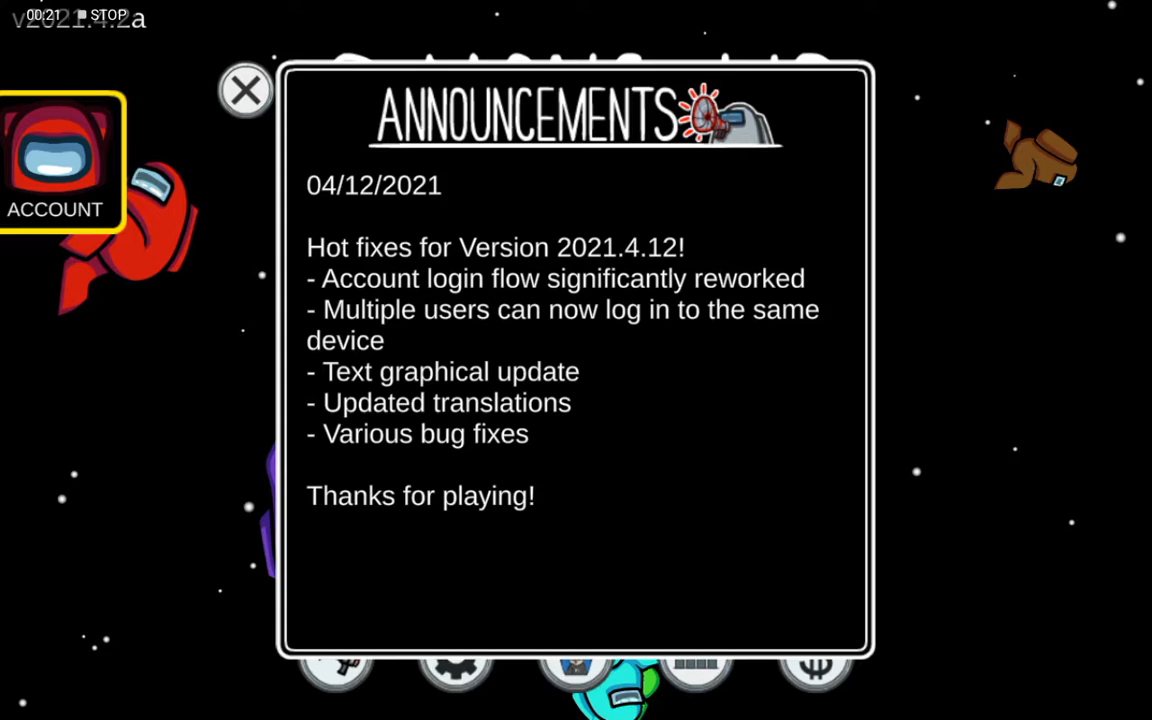 00:21 STOP
ANNOUNCEMENTS
ACCOUNT
04/12/2021
Hot fixes for Version 2021.4.12!
- Account login flow significantly reworked
- Multiple users can now log in to the same
device
- Text graphical update
- Updated translations
- Various bug fixes
Thanks for playing!